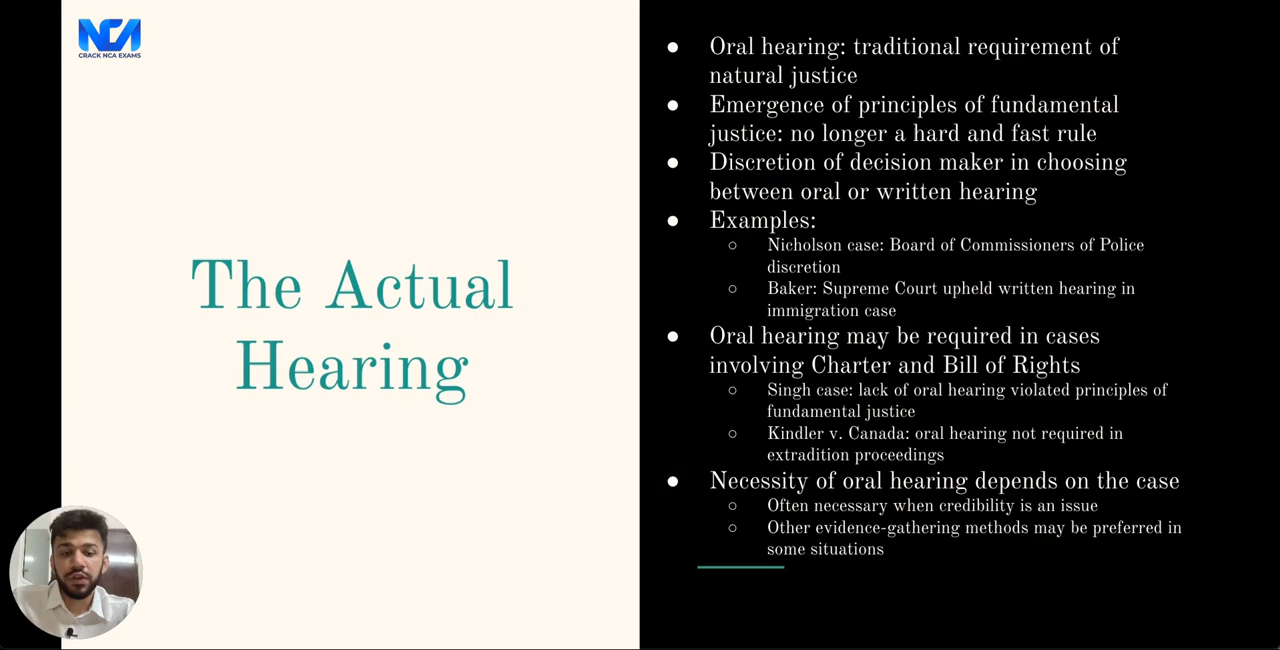 NCA
CRACK NCA EXAMS
The Actual
Hearing
● Oral hearing: traditional requirement of
natural justice
● Emergence of principles of fundamental
justice: no longer a hard and fast rule
● Discretion of decision maker in choosing
between oral or written hearing
● Examples:
○ Nicholson case: Board of Commissioners of Police
discretion
○ Baker: Supreme Court upheld written hearing in
immigration case
● Oral hearing may be required in cases
involving Charter and Bill of Rights
○ Singh case: lack of oral hearing violated principles of
fundamental justice
○ Kindler v. Canada: oral hearing not required in
extradition proceedings
● Necessity of oral hearing depends on the case
○ Often necessary when credibility is an issue
○ Other evidence-gathering methods may be preferred in
some situations